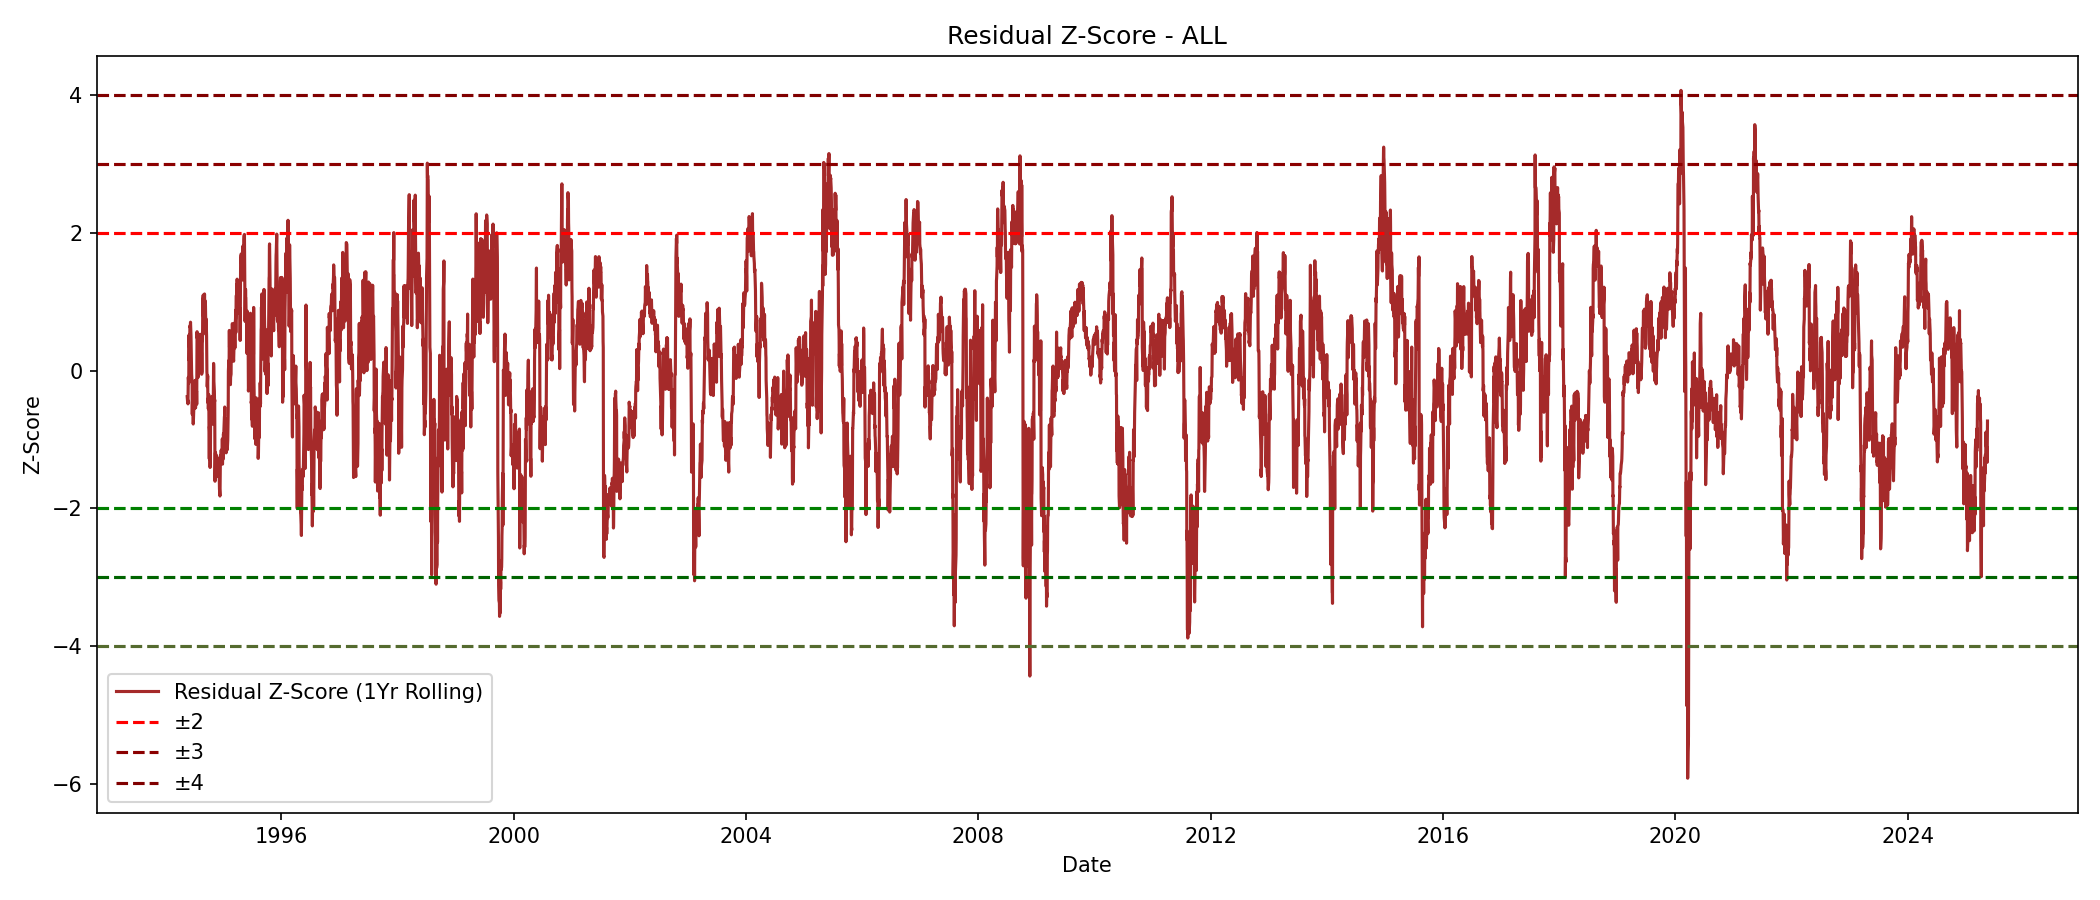 Residual Z-Score - ALL
Z-Score
4
2
0
−2
−4
−6
Residual Z-Score (1Yr Rolling)
±2
±3
±4
1996 2000 2004 2008 2012 2016 2020 2024
Date